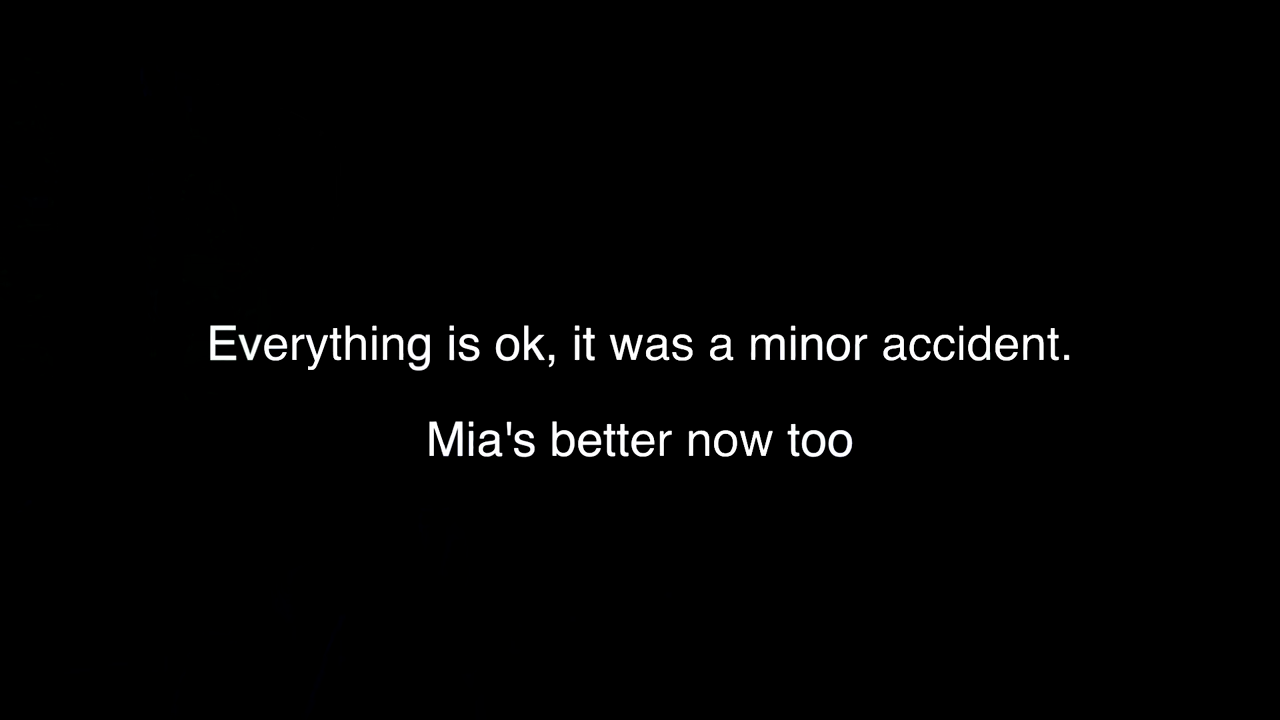 Everything is ok, it was a minor accident.
Mia's better now too